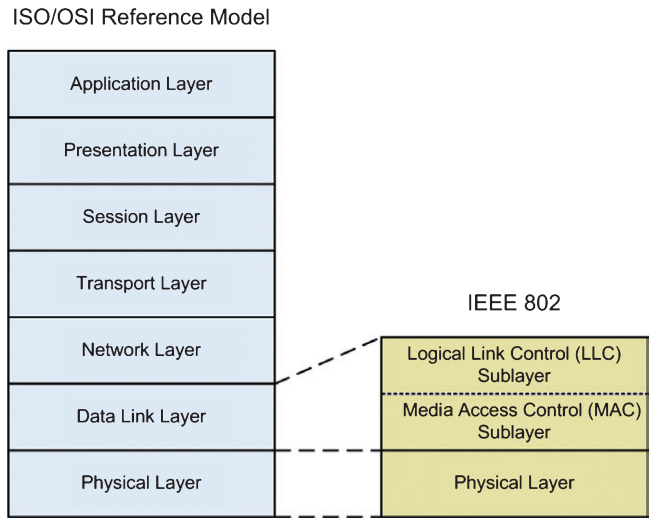 ISO/OSI Reference Model
Application Layer
Presentation Layer
Session Layer
Transport Layer
Network Layer
Data Link Layer
Physical Layer
IEEE 802
Logical Link Control (LLC)
Sublayer
Media Access Control (MAC)
Sublayer
Physical Layer